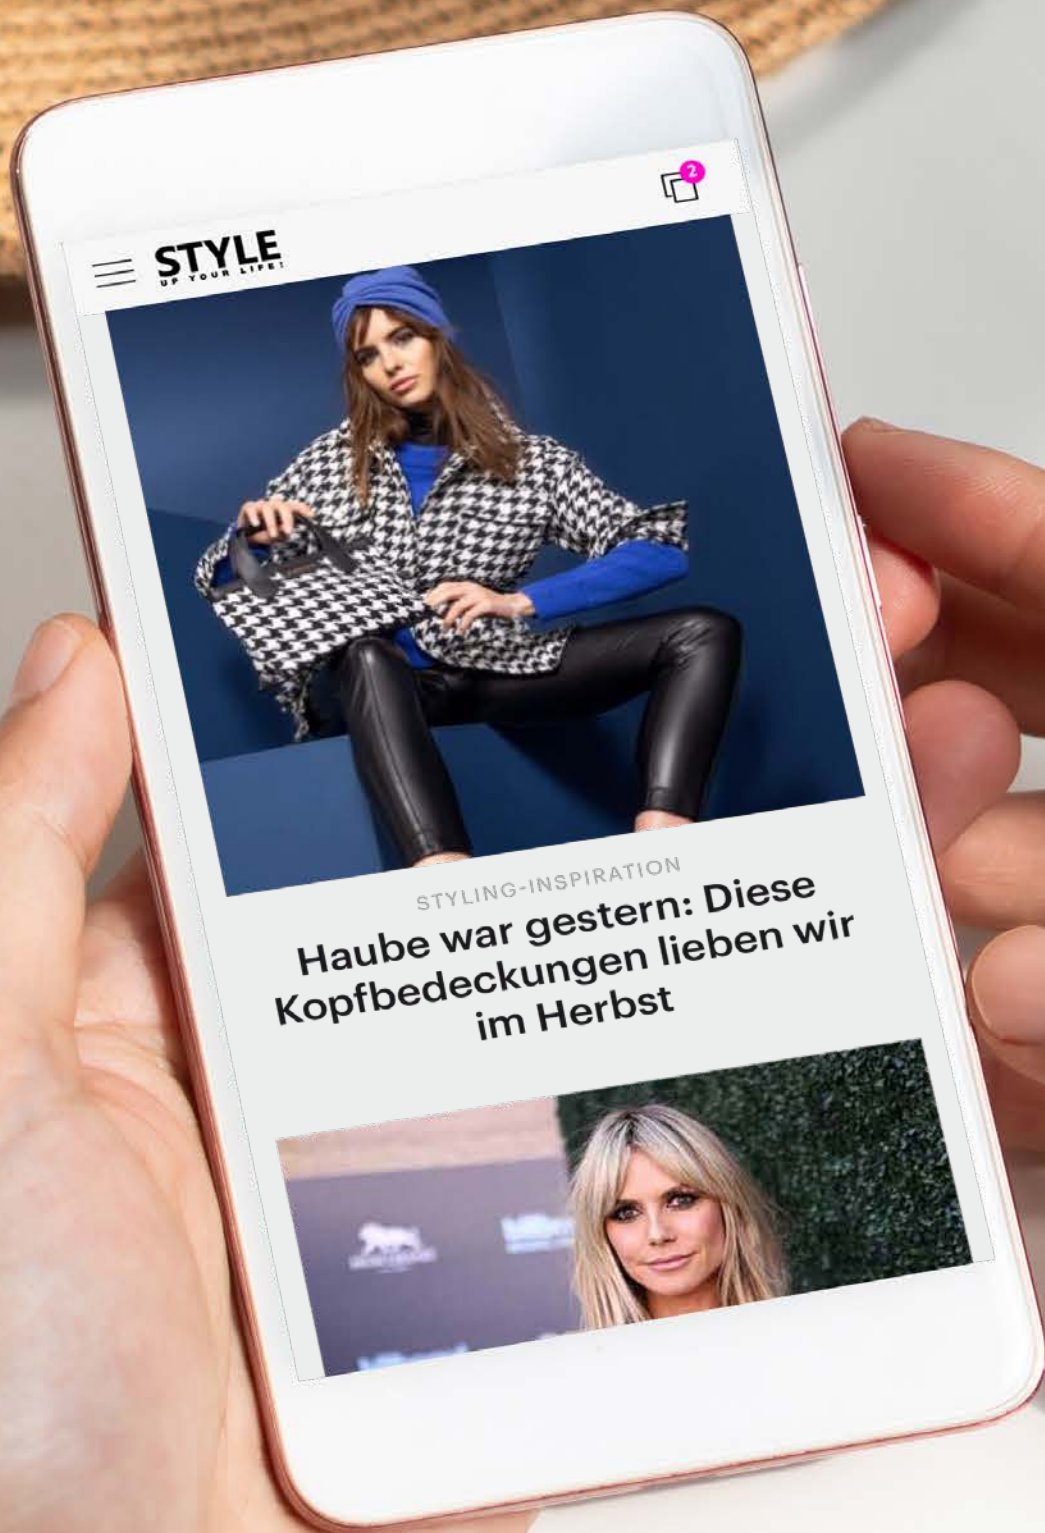 2
STYLE
UP YOUR LIFE!
STYLING-INSPIRATION
Haube war gestern: Diese
Kopfbedeckungen lieben wir
im Herbst